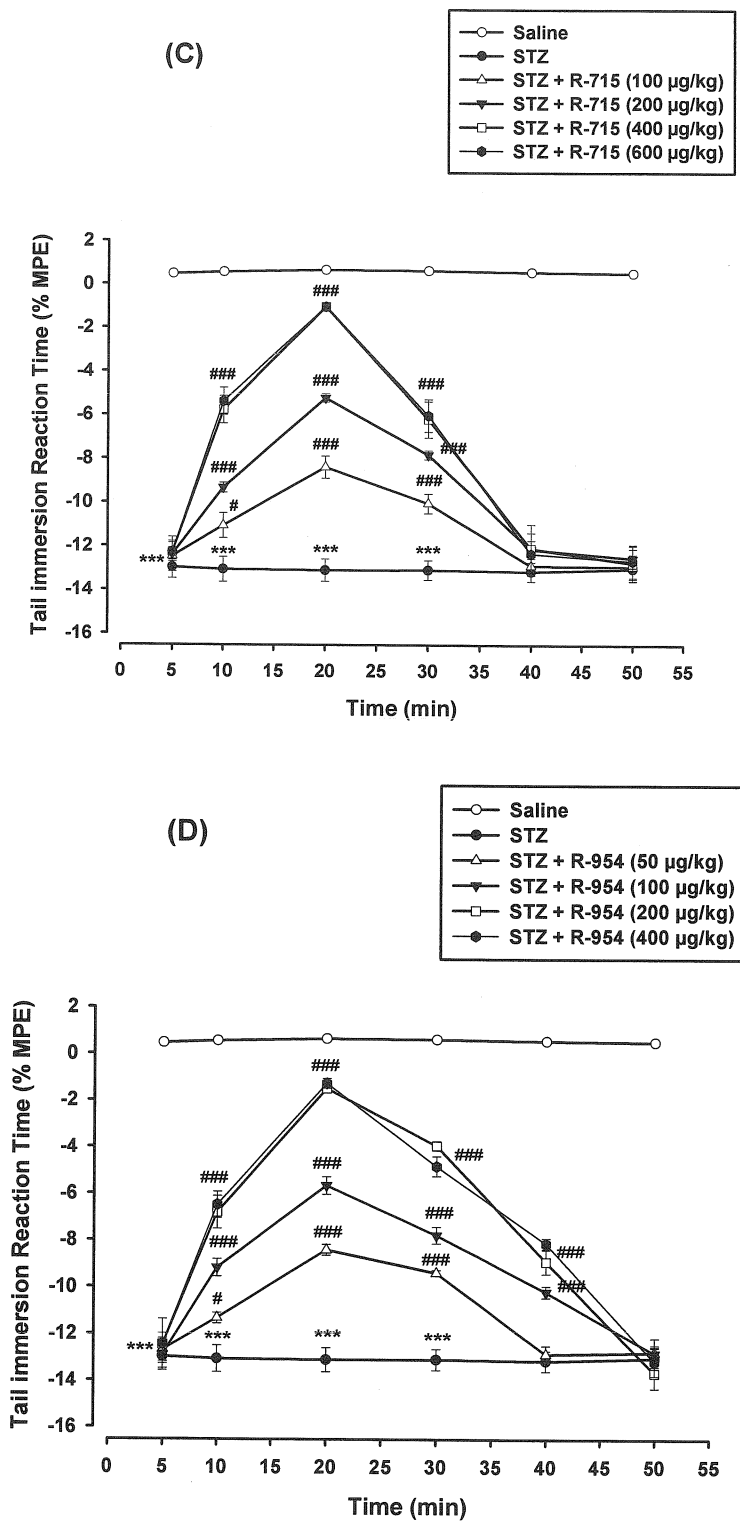 (C)
Saline
STZ
STZ + R-715 (100 µg/kg)
STZ + R-715 (200 µg/kg)
STZ + R-715 (400 µg/kg)
STZ + R-715 (600 µg/kg)
Tail immersion Reaction Time (% MPE)
2
0
-2
-4
-6
-8
-10
-12
-14
-16
###
###
###
###
###
###
###
###
#
***
***
***
***
0 5 10 15 20 25 30 35 40 45 50 55
Time (min)
(D)
Saline
STZ
STZ + R-954 (50 µg/kg)
STZ + R-954 (100 µg/kg)
STZ + R-954 (200 µg/kg)
STZ + R-954 (400 µg/kg)
Tail immersion Reaction Time (% MPE)
2
0
-2
-4
-6
-8
-10
-12
-14
-16
###
###
###
###
###
###
###
###
###
###
#
***
***
***
***
0 5 10 15 20 25 30 35 40 45 50 55
Time (min)